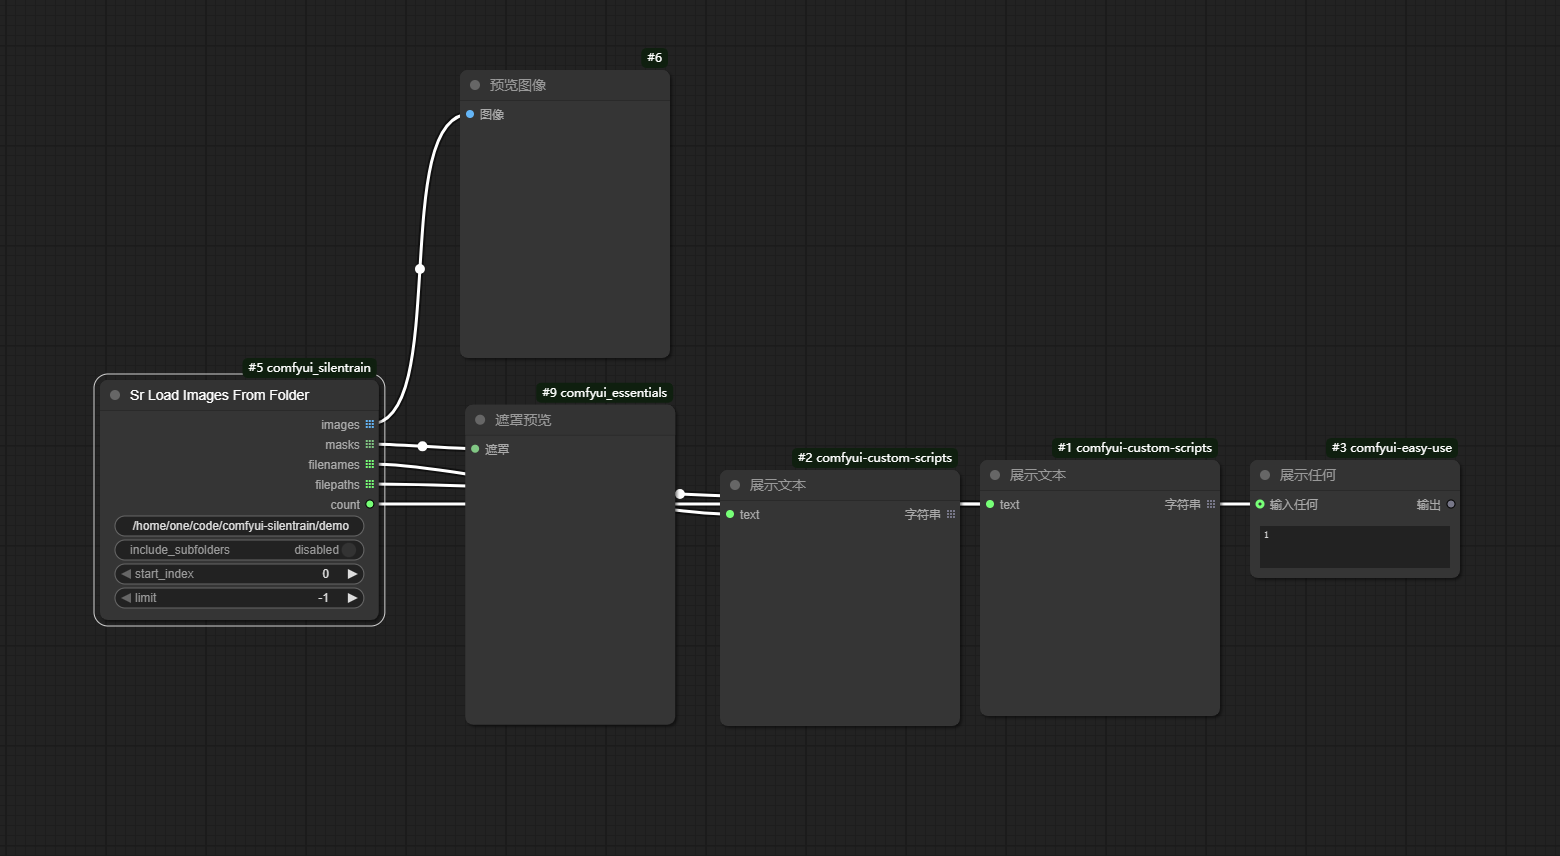 #6
预览图像
图像
#5 comfyui_silentrain
Sr Load Images From Folder
images
masks
filenames
filepaths
count
/home/one/code/comfyui-silentrain/demo
include_subfolders disabled
start_index 0
limit -1
#9 comfyui_essentials
遮罩预览
遮罩
#2 comfyui-custom-scripts
展示文本
text 字符串
#1 comfyui-custom-scripts
展示文本
text 字符串
#3 comfyui-easy-use
展示任何
输入任何 输出
1